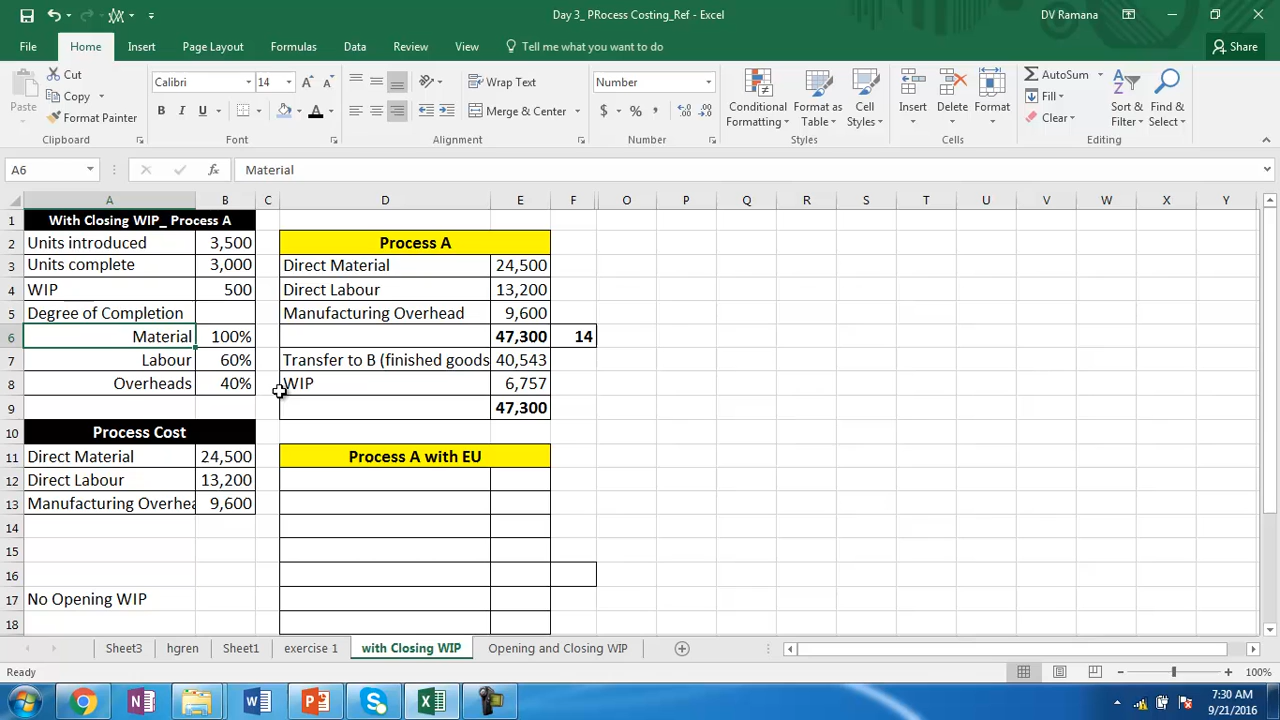 Day 3_ PRocess Costing_Ref - Excel
DV Ramana
File Home Insert Page Layout Formulas Data Review View Tell me what you want to do Share
Paste
Cut
Copy
Format Painter
Clipboard
Calibri 14
B I U
Font
Wrap Text
Merge & Center
Alignment
Number
$ %
Number
Conditional Formatting
Format as Table
Cell Styles
Styles
Insert
Delete
Format
Cells
AutoSum
Fill
Clear
Sort & Filter
Find & Select
Editing
A6 fx Material
A B C D E F O P Q R S T U V W X Y
1 With Closing WIP_ Process A
2 Units introduced 3,500 Process A
3 Units complete 3,000 Direct Material 24,500
4 WIP 500 Direct Labour 13,200
5 Degree of Completion Manufacturing Overhead 9,600
6 Material 100% 47,300 14
7 Labour 60% Transfer to B (finished goods 40,543
8 Overheads 40% WIP 6,757
9 47,300
10 Process Cost
11 Direct Material 24,500 Process A with EU
12 Direct Labour 13,200
13 Manufacturing Overhea 9,600
14
15
16
17 No Opening WIP
18
Sheet3 hgren Sheet1 exercise 1 with Closing WIP Opening and Closing WIP
Ready
100%
7:30 AM
9/21/2016